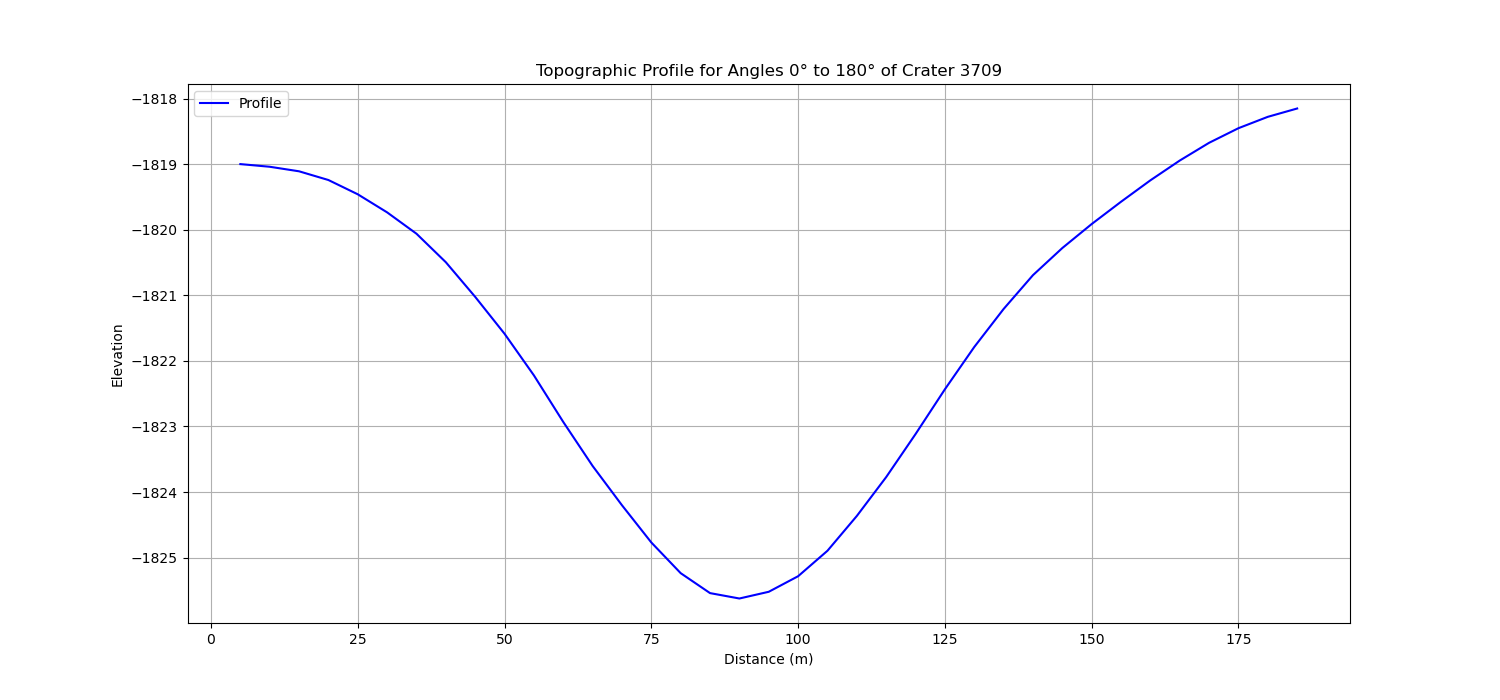 Topographic Profile for Angles 0° to 180° of Crater 3709
Profile
−1818
−1819
−1820
−1821
−1822
−1823
−1824
−1825
Elevation
0 25 50 75 100 125 150 175
Distance (m)